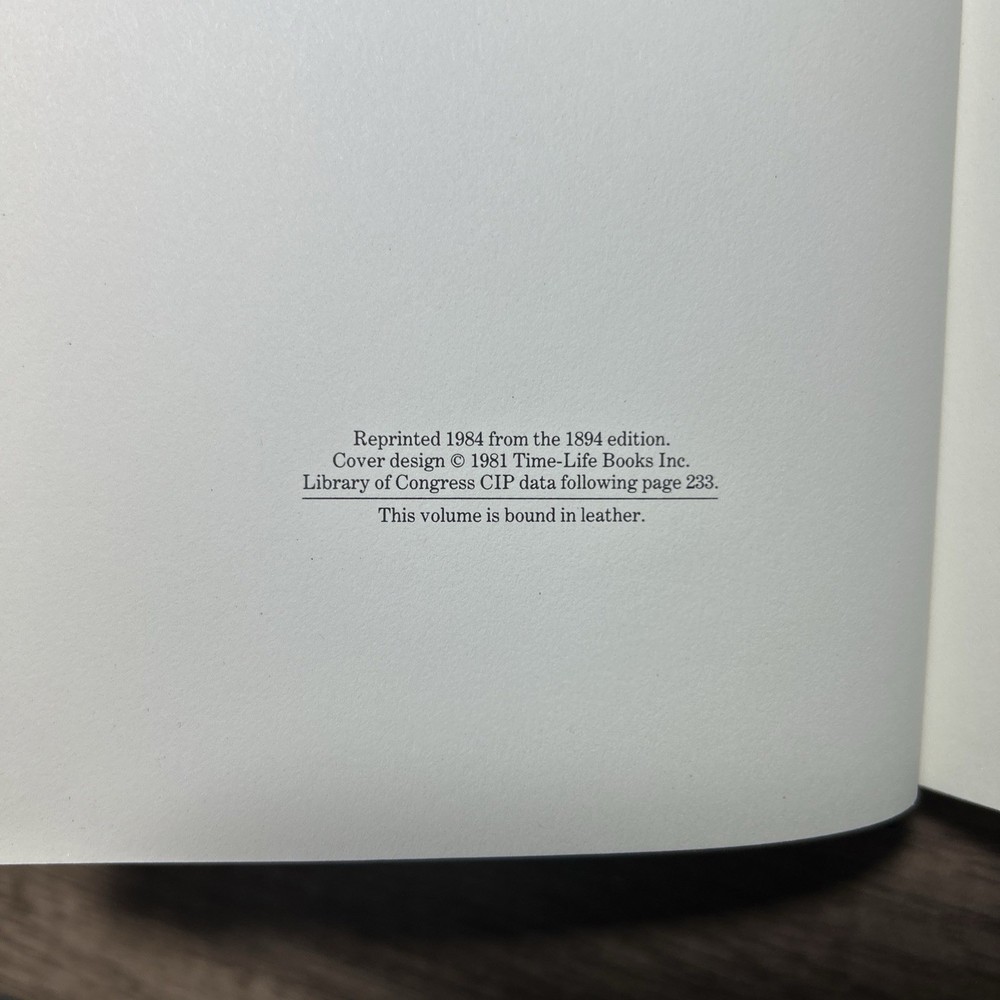 Reprinted 1984 from the 1894 edition.
Cover design © 1981 Time-Life Books Inc.
Library of Congress CIP data following page 233.
This volume is bound in leather.